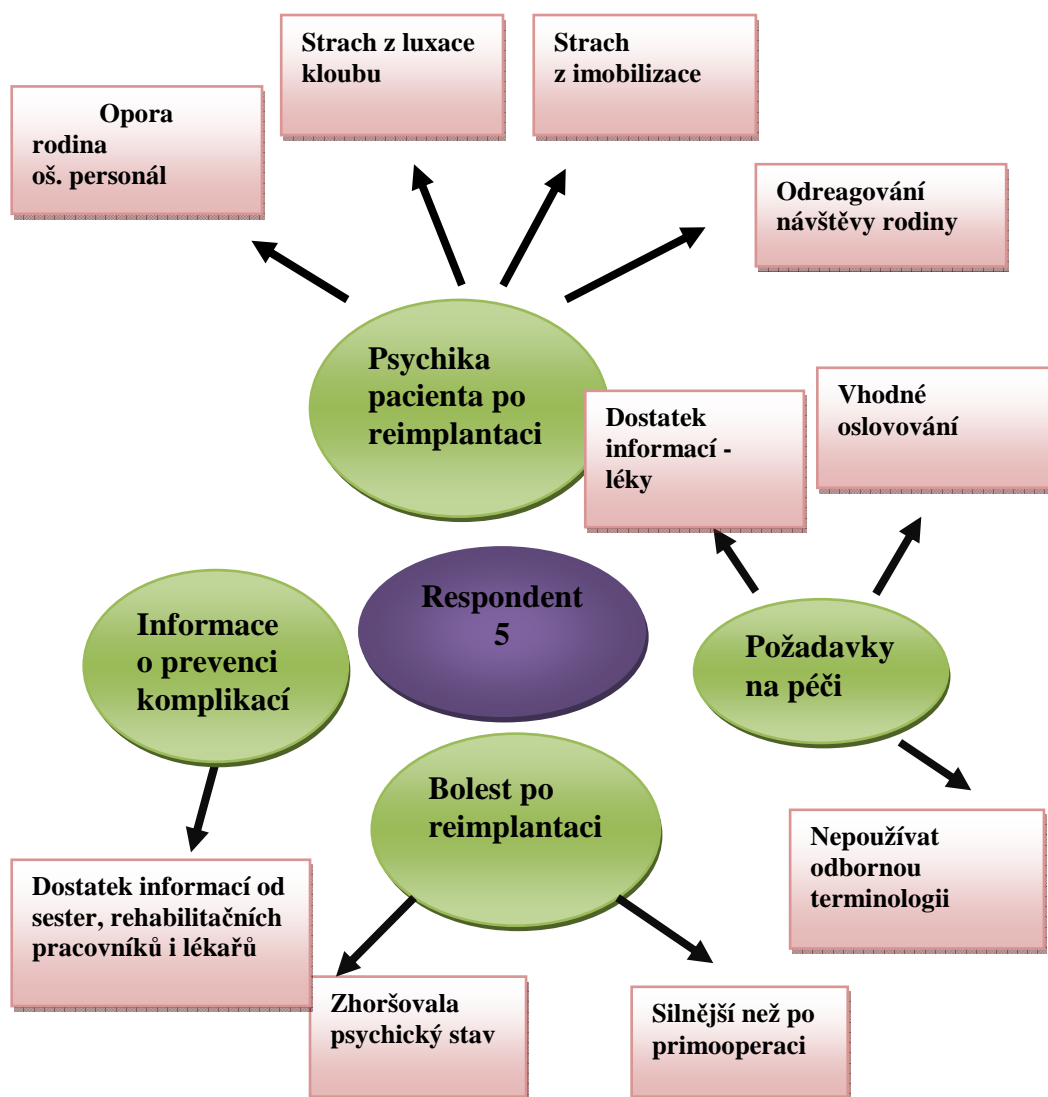 Strach z luxace
kloubu
Strach
z imobilizace
Opora
rodina
oš. personál
Odreagování
návštěvy rodiny
Psychika
pacienta po
reimplantaci
Dostatek
informací -
léky
Vhodné
oslovování
Respondent
5
Informace
o prevenci
komplikací
Požadavky
na péči
Bolest po
reimplantaci
Nepoužívat
odbornou
terminologii
Dostatek informací od
sester, rehabilitačních
pracovníků i lékařů
Zhoršovala
psychický stav
Silnější než po
primooperaci